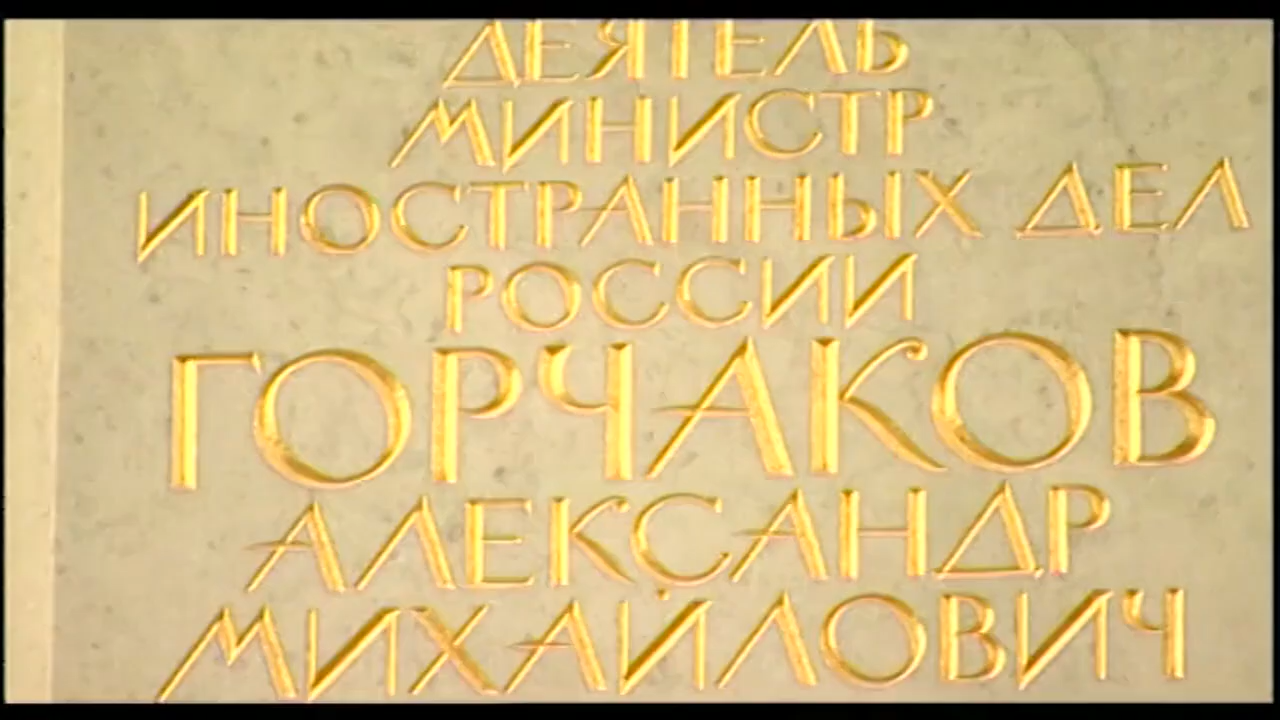 ДЕЯТЕЛЬ
МИНИСТР
ИНОСТРАННЫХ ДЕЛ
РОССИИ
ГОРЧАКОВ
АЛЕКСАНДР
МИХАЙЛОВИЧ